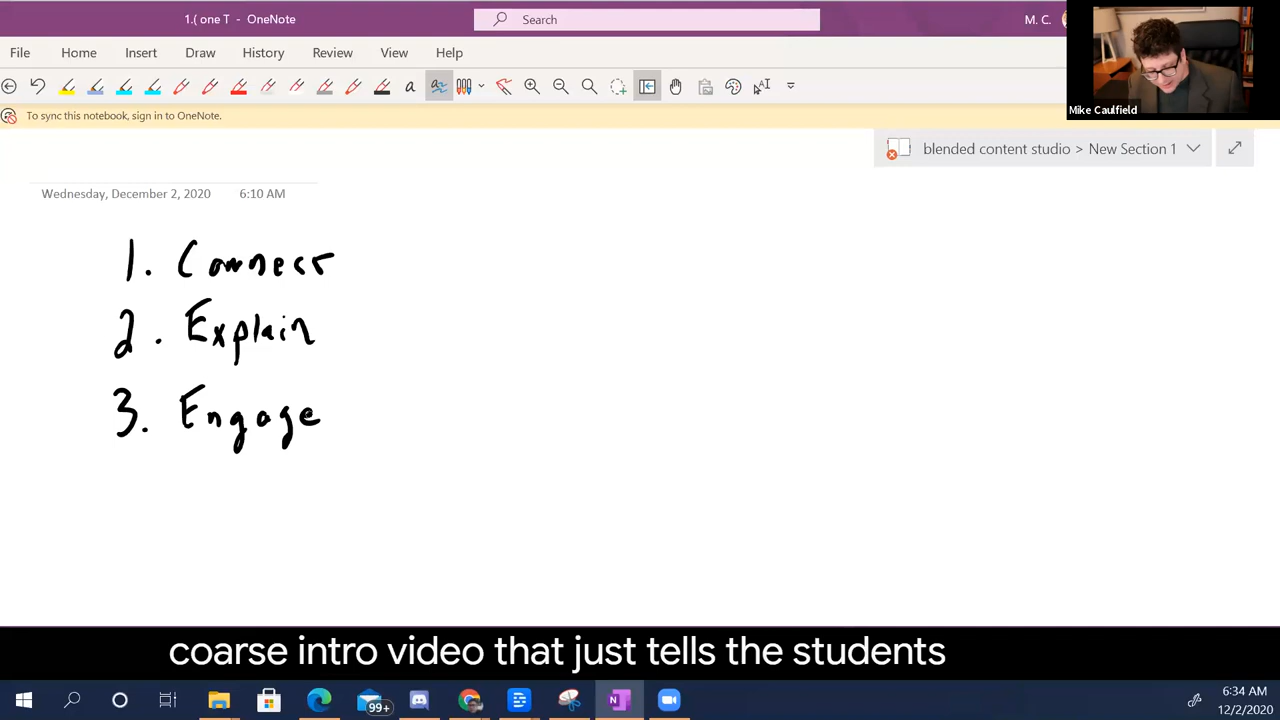 1.( one T - OneNote
Search
M. C.
File Home Insert Draw History Review View Help
To sync this notebook, sign in to OneNote.
Mike Caulfield
blended content studio > New Section 1
Wednesday, December 2, 2020 6:10 AM
1. Connect
2. Explain
3. Engage
coarse intro video that just tells the students
99+
6:34 AM
12/2/2020